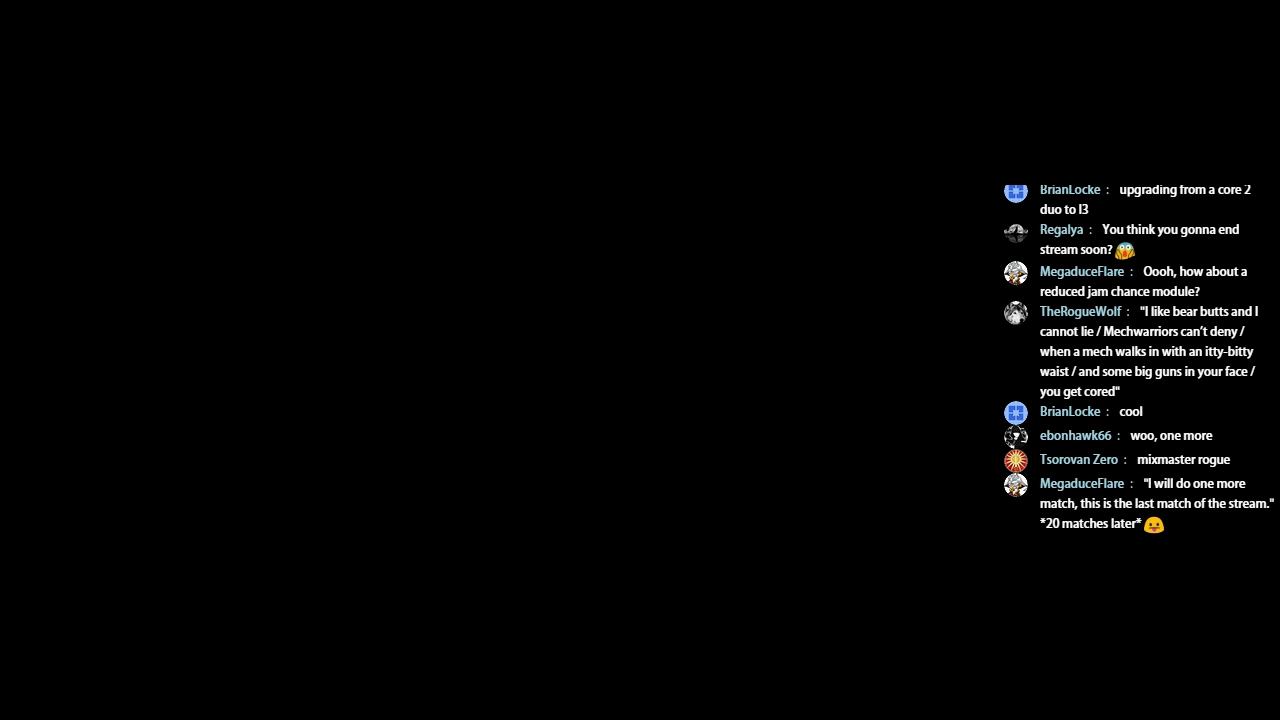 BrianLocke : upgrading from a core 2
duo to I3
Regalya : You think you gonna end
stream soon? 😱
MegaduceFlare : Oooh, how about a
reduced jam chance module?
TheRogueWolf : "I like bear butts and I
cannot lie / Mechwarriors can't deny /
when a mech walks in with an itty-bitty
waist / and some big guns in your face /
you get cored"
BrianLocke : cool
ebonhawk66 : woo, one more
Tsorovan Zero : mixmaster rogue
MegaduceFlare : "I will do one more
match, this is the last match of the stream."
*20 matches later* 😛